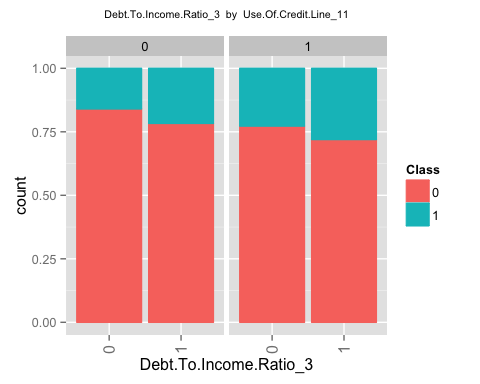 Debt.To.Income.Ratio_3 by Use.Of.Credit.Line_11
0 1
1.00
0.75
0.50
0.25
0.00
count
0 1 0 1
Debt.To.Income.Ratio_3
Class
0
1